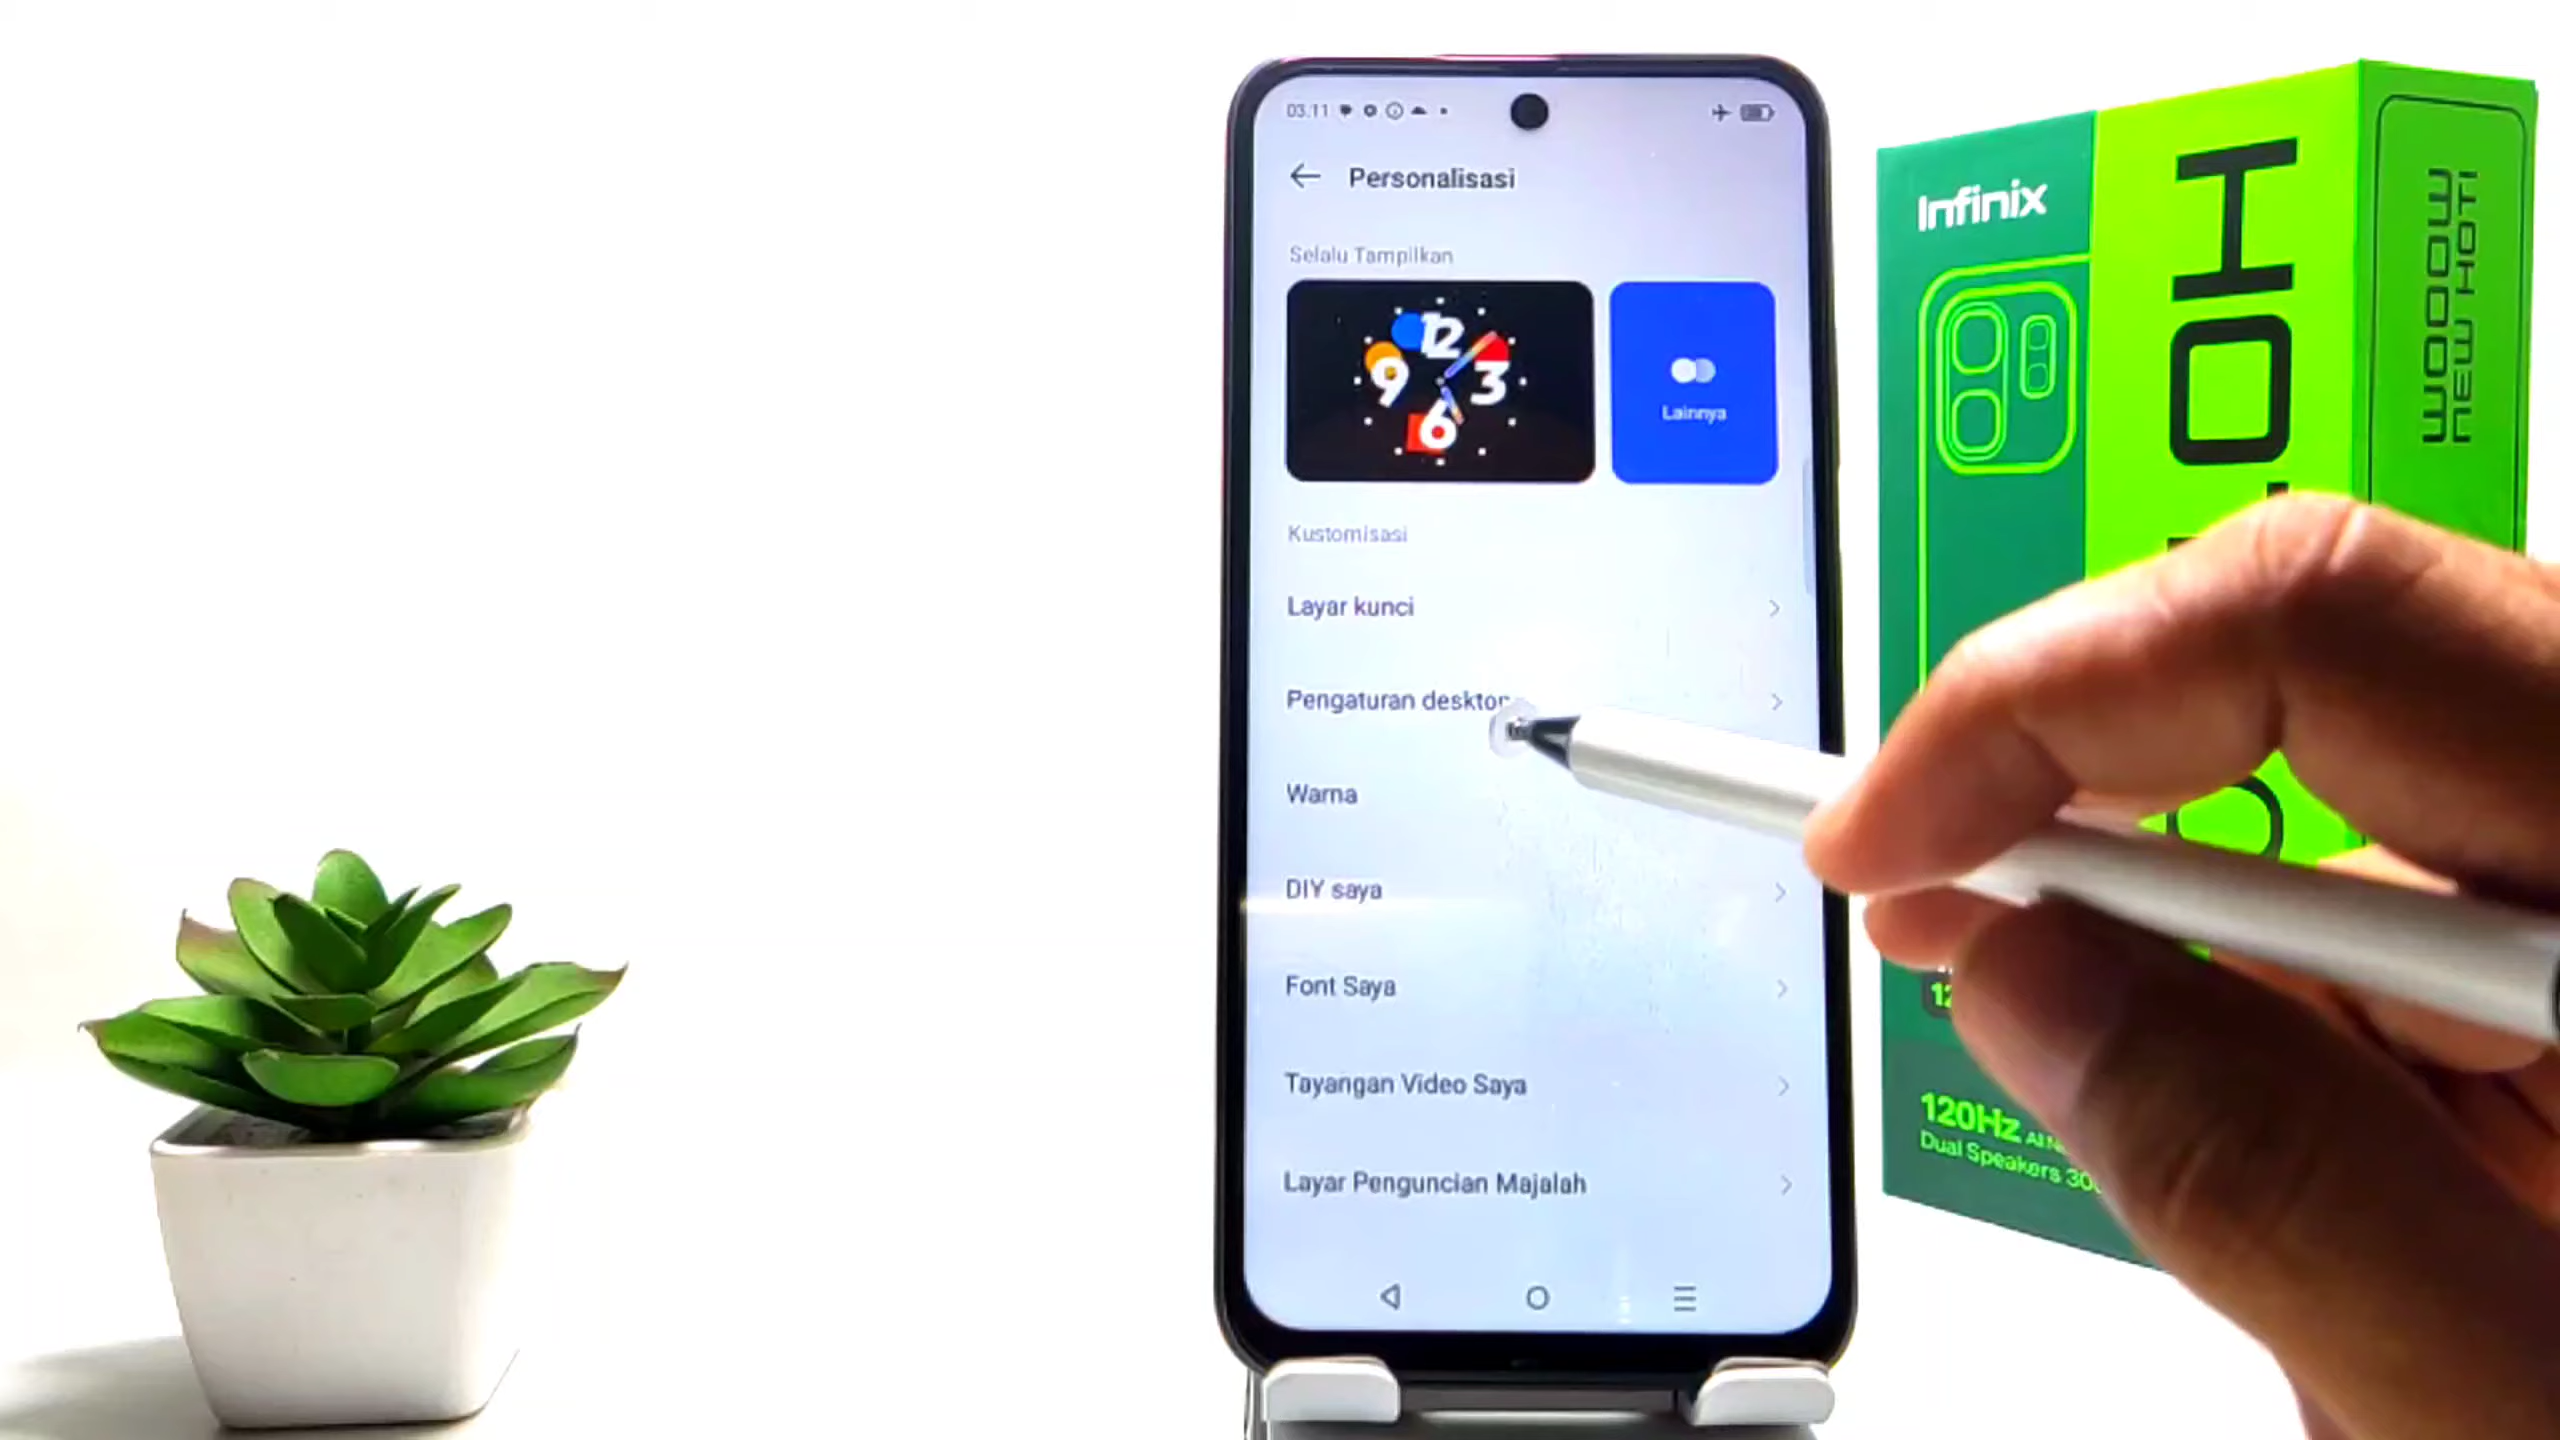 03:11
Personalisasi
Selalu Tampilkan
12
9
3
6
Lainnya
Kustomisasi
Layar kunci
Pengaturan desktop
Warna
DIY saya
Font Saya
Tayangan Video Saya
Layar Penguncian Majalah
Infinix
WOOOW
NEW HOT!
120Hz
Dual Speakers